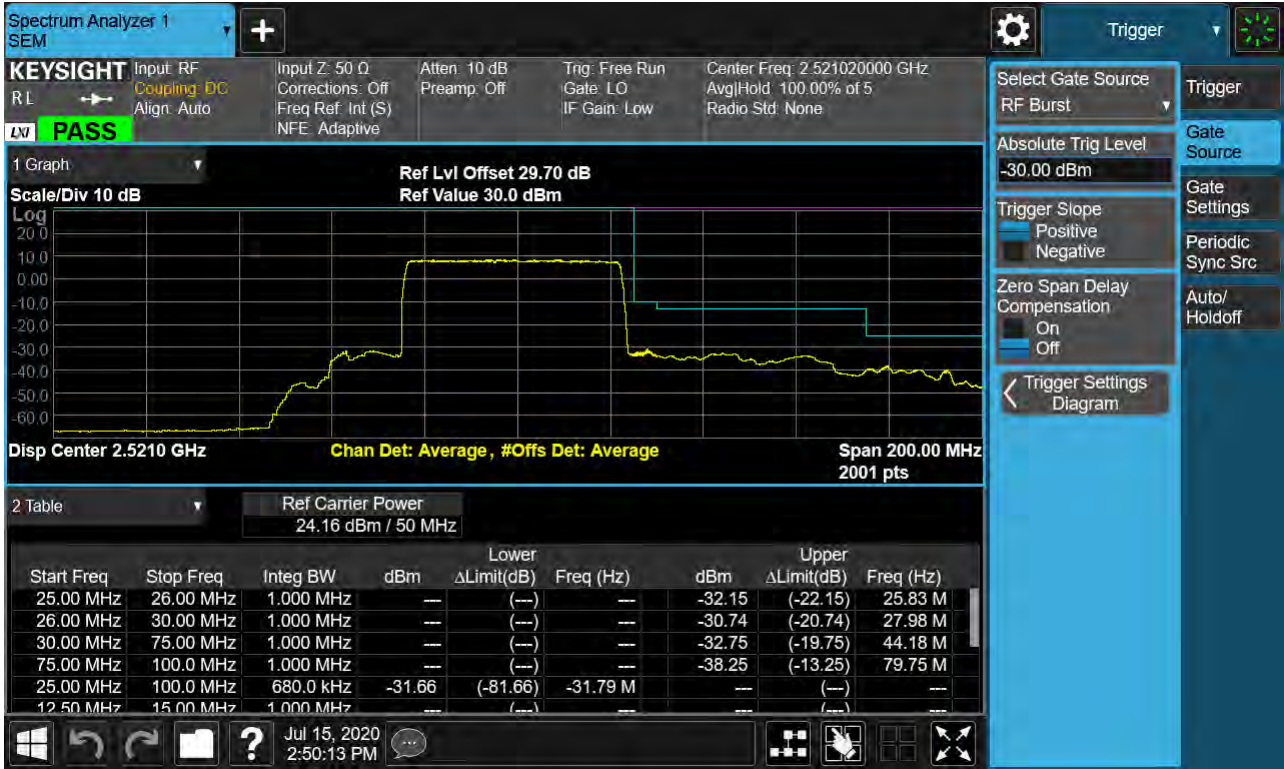 Spectrum Analyzer 1
SEM
+
Trigger
KEYSIGHT
RL
LXI PASS
Input: RF
Coupling: DC
Align: Auto
Input Z: 50 Ω
Corrections: Off
Freq Ref: Int (S)
NFE: Adaptive
Atten: 10 dB
Preamp: Off
Trig: Free Run
Gate: LO
IF Gain: Low
Center Freq: 2.521020000 GHz
Avg|Hold: 100.00% of 5
Radio Std: None
1 Graph
Scale/Div 10 dB
Ref Lvl Offset 29.70 dB
Ref Value 30.0 dBm
Log
20.0
10.0
0.00
-10.0
-20.0
-30.0
-40.0
-50.0
-60.0
Disp Center 2.5210 GHz
Chan Det: Average, #Offs Det: Average
Span 200.00 MHz
2001 pts
2 Table
Ref Carrier Power
24.16 dBm / 50 MHz
Lower Upper
Start Freq Stop Freq Integ BW dBm ΔLimit(dB) Freq (Hz) dBm ΔLimit(dB) Freq (Hz)
25.00 MHz 26.00 MHz 1.000 MHz --- (---) --- -32.15 (-22.15) 25.83 M
26.00 MHz 30.00 MHz 1.000 MHz --- (---) --- -30.74 (-20.74) 27.98 M
30.00 MHz 75.00 MHz 1.000 MHz --- (---) --- -32.75 (-19.75) 44.18 M
75.00 MHz 100.0 MHz 1.000 MHz --- (---) --- -38.25 (-13.25) 79.75 M
25.00 MHz 100.0 MHz 680.0 kHz -31.66 (-81.66) -31.79 M --- (---) ---
12.50 MHz 15.00 MHz 1.000 MHz --- (---) --- --- (---) ---
?
Jul 15, 2020
2:50:13 PM
Select Gate Source
RF Burst
Absolute Trig Level
-30.00 dBm
Trigger Slope
Positive
Negative
Zero Span Delay
Compensation
On
Off
Trigger Settings
Diagram
Trigger
Gate
Source
Gate
Settings
Periodic
Sync Src
Auto/
Holdoff